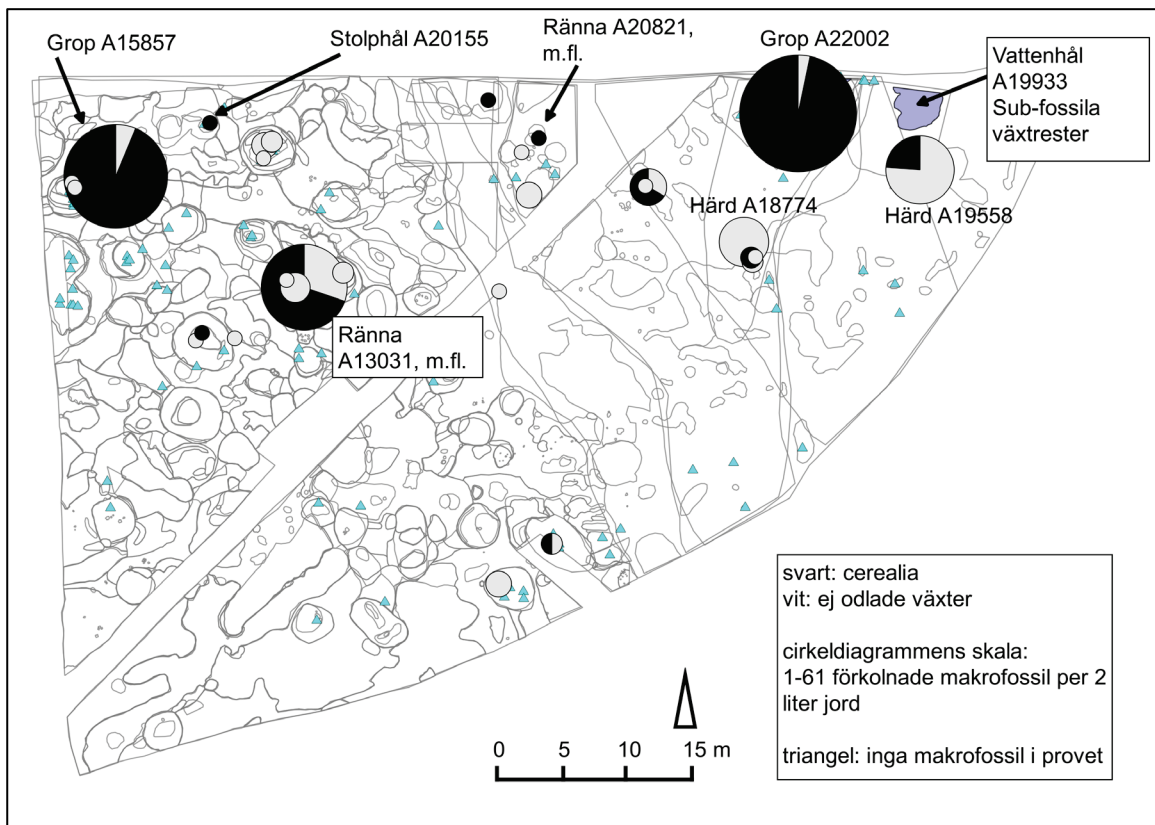 Grop A15857
Stolphål A20155
Ränna A20821,
m.fl.
Grop A22002
Vattenhål
A19933
Sub-fossila
växtrester
Härd A18774
Härd A19558
Ränna
A13031, m.fl.
svart: cerealia
vit: ej odlade växter
cirkeldiagrammens skala:
1-61 förkolnade makrofossil per 2
liter jord
triangel: inga makrofossil i provet
0 5 10 15 m